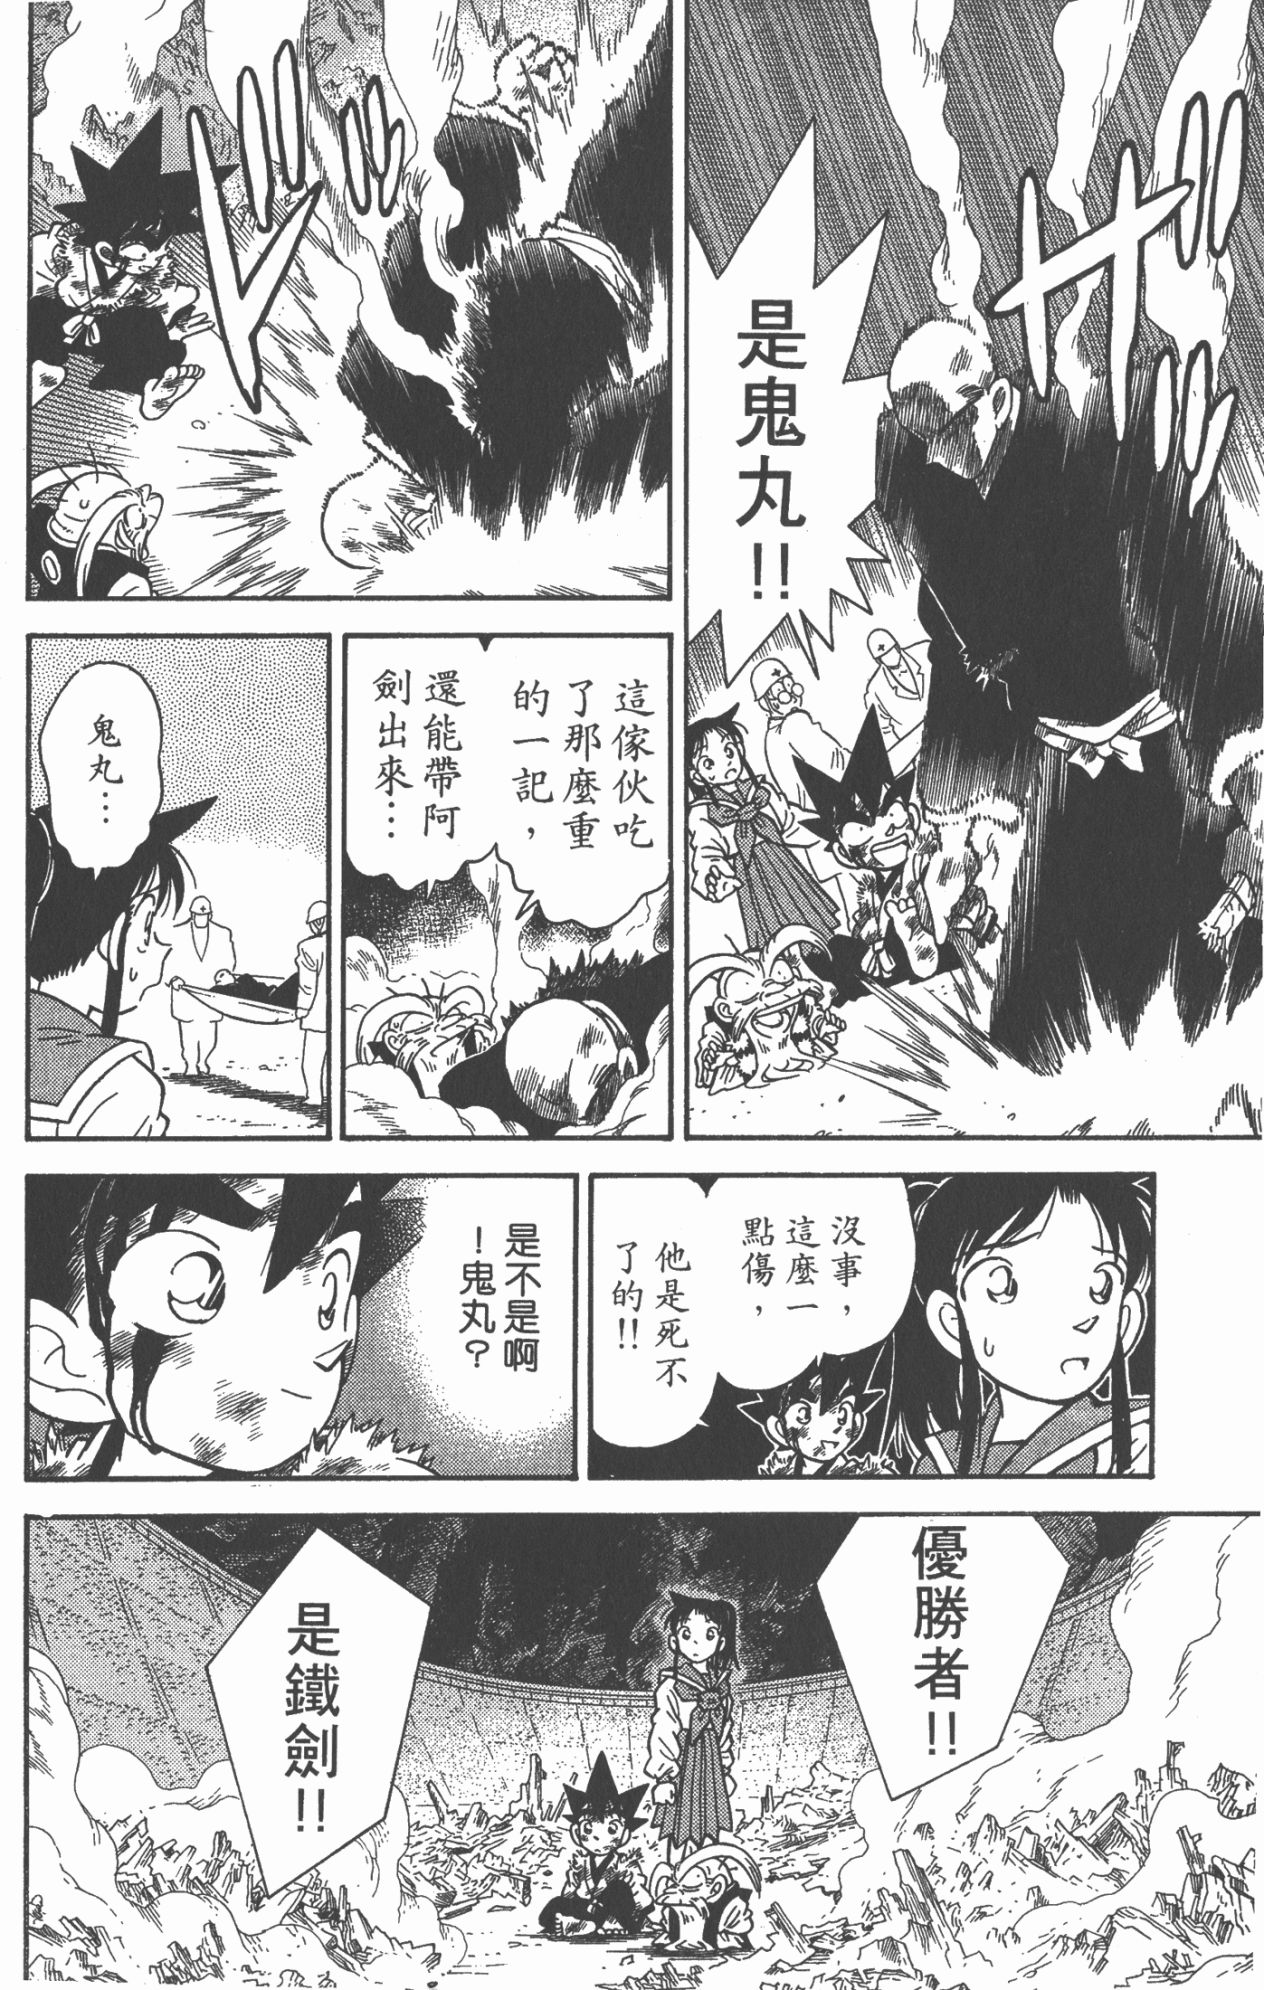 是鬼丸!!
ザッ
ドッ
這傢伙吃
了那麼重
的一記，
還能帶阿
劍出來…
鬼丸…
沒事，
這麼一
點傷，
他是死不
了的!!
是不是啊
！鬼丸？
優勝者!!
是鐵劍!!